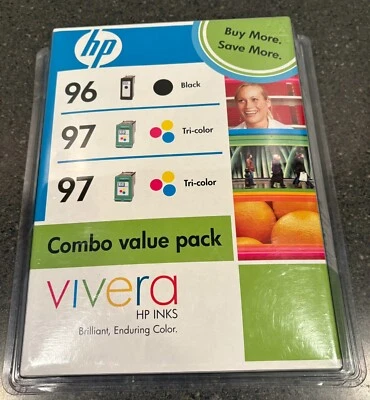 hp
Buy More.
Save More.
96 Black
97 Tri-color
97 Tri-color
Combo value pack
vivera
HP INKS
Brilliant, Enduring Color.